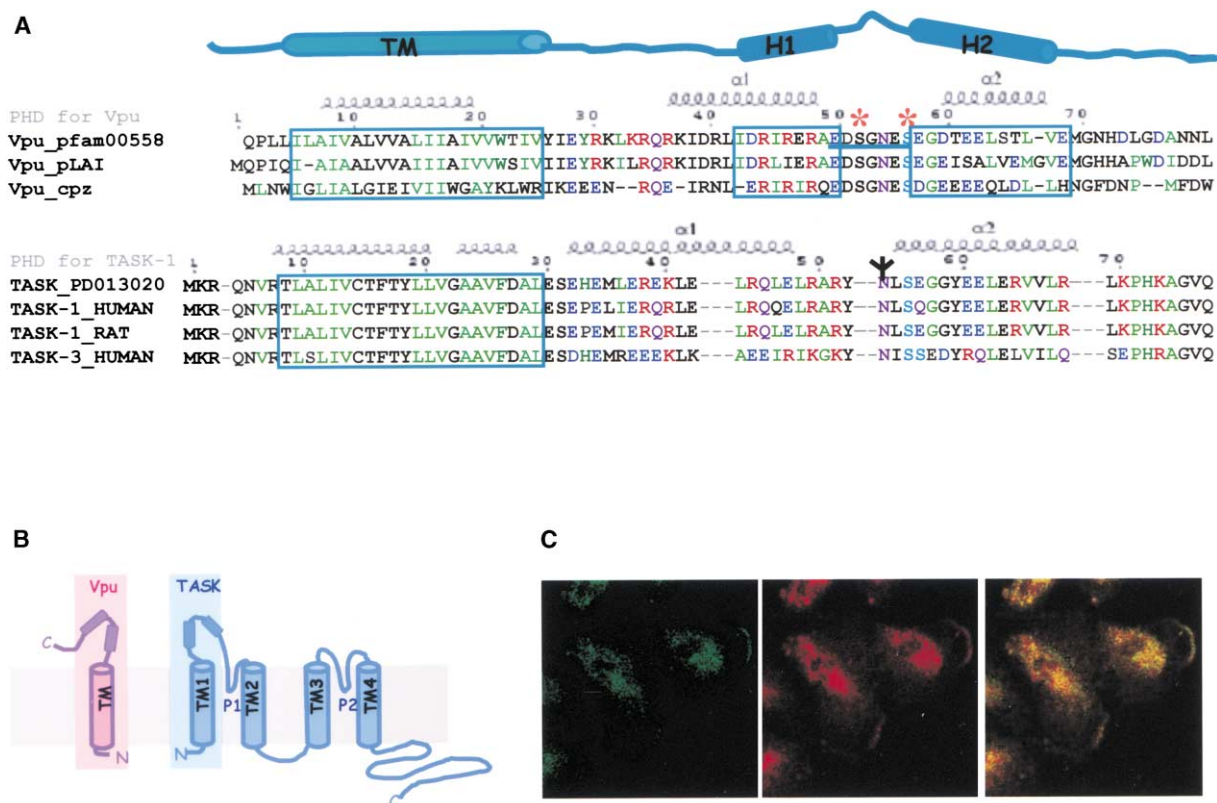 A
TM H1 H2
α1 α2
PHD for Vpu 1 10 20 30 40 50 60 70
Vpu_pfam00558 QPLLILAIVALVVALIIAIVVWTIVYIEYRKLKRQRKIDRLIDRIRERAEDSGNESEGDTEELSTL-VEMGNHDLGDANNL
Vpu_pLAI MQPIQI-AIAALVVAIIIAIVVWSIVIIEYRKILRQRKIDRLIDRLIERAEDSGNESEGEISALVEMGVEMGHHAPWDIDDL
Vpu_cpz MLNWIGLIALGIEIVIIWGAYKLWRIKEEEN--RQE-IRNL-ERIRIRQEDSGNESDGEEEEQLDL-LHNGFDNP--MFDW
α1 α2
PHD for TASK-1 1 10 20 30 40 50 60 70
TASK_PD013020 MKR-QNVRTLALIVCTFTYLLVGAAVFDALESEHEMLEREKLE---LRQLELRARY--NLSEGGYEELERVVLR---LKPHKAGVQ
TASK-1_HUMAN MKR-QNVRTLALIVCTFTYLLVGAAVFDALESEPELIERQRLE---LRQQELRARY--NLSQGGYEELERVVLR---LKPHKAGVQ
TASK-1_RAT MKR-QNVRTLALIVCTFTYLLVGAAVFDALESEPEMIERQRLE---LRQLELRARY--NLSEGGYEELERVVLR---LKPHKAGVQ
TASK-3_HUMAN MKR-QNVRTLSLIVCTFTYLLVGAAVFDALESDHEMREEEKLK---AEEIRIKGKY--NISSEDYRQLELVILQ---SEPHRAGVQ
B
Vpu TASK
C
TM TM1 P1 TM2 TM3 P2 TM4
N N
C